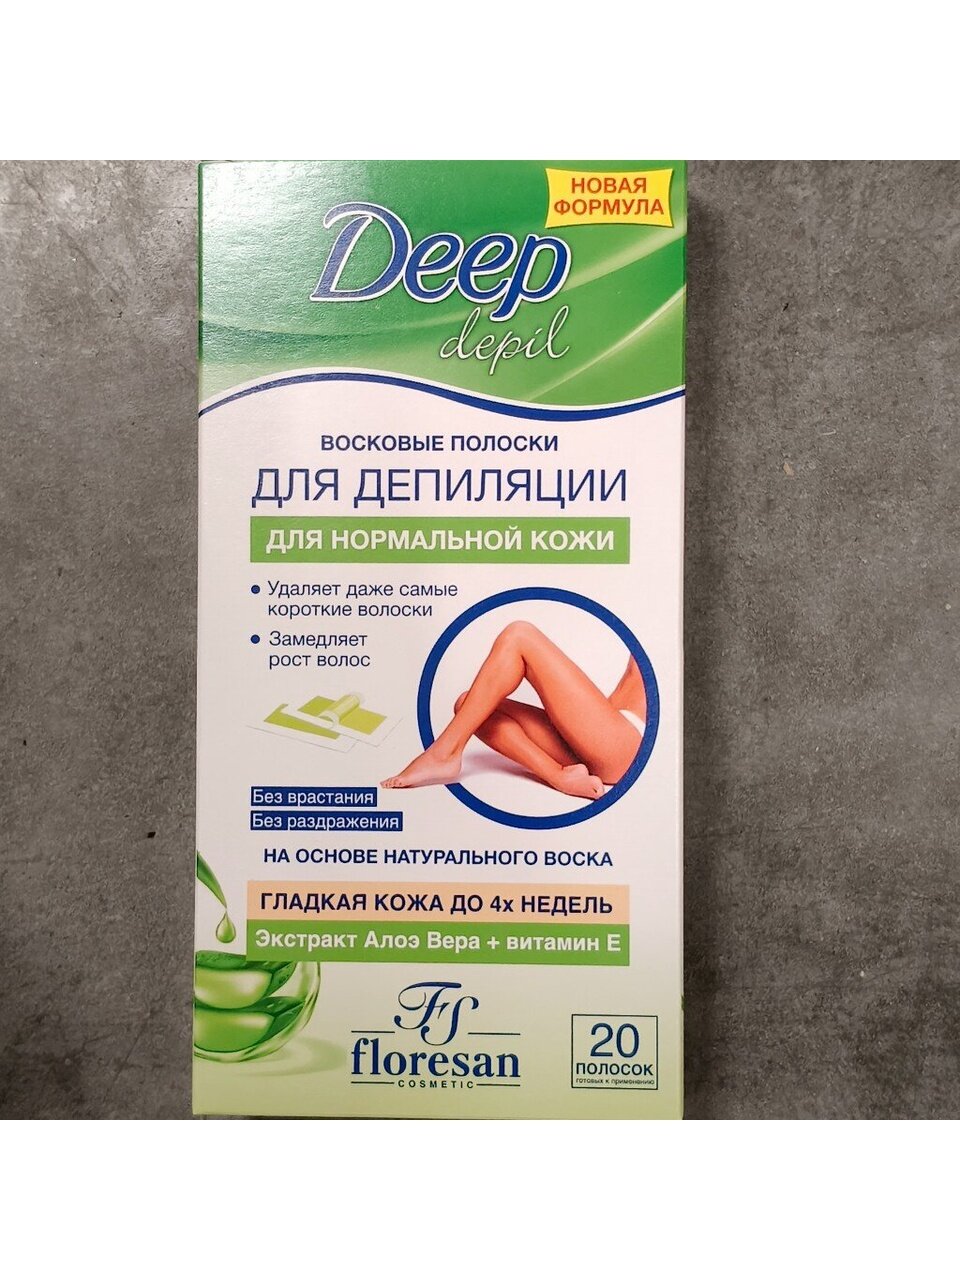 НОВАЯ
ФОРМУЛА
Deep
depil
ВОСКОВЫЕ ПОЛОСКИ
ДЛЯ ДЕПИЛЯЦИИ
ДЛЯ НОРМАЛЬНОЙ КОЖИ
• Удаляет даже самые
короткие волоски
• Замедляет
рост волос
Без врастания
Без раздражения
НА ОСНОВЕ НАТУРАЛЬНОГО ВОСКА
ГЛАДКАЯ КОЖА ДО 4х НЕДЕЛЬ
Экстракт Алоэ Вера + витамин Е
FS
floresan
COSMETIC
20
ПОЛОСОК
готовых к применению